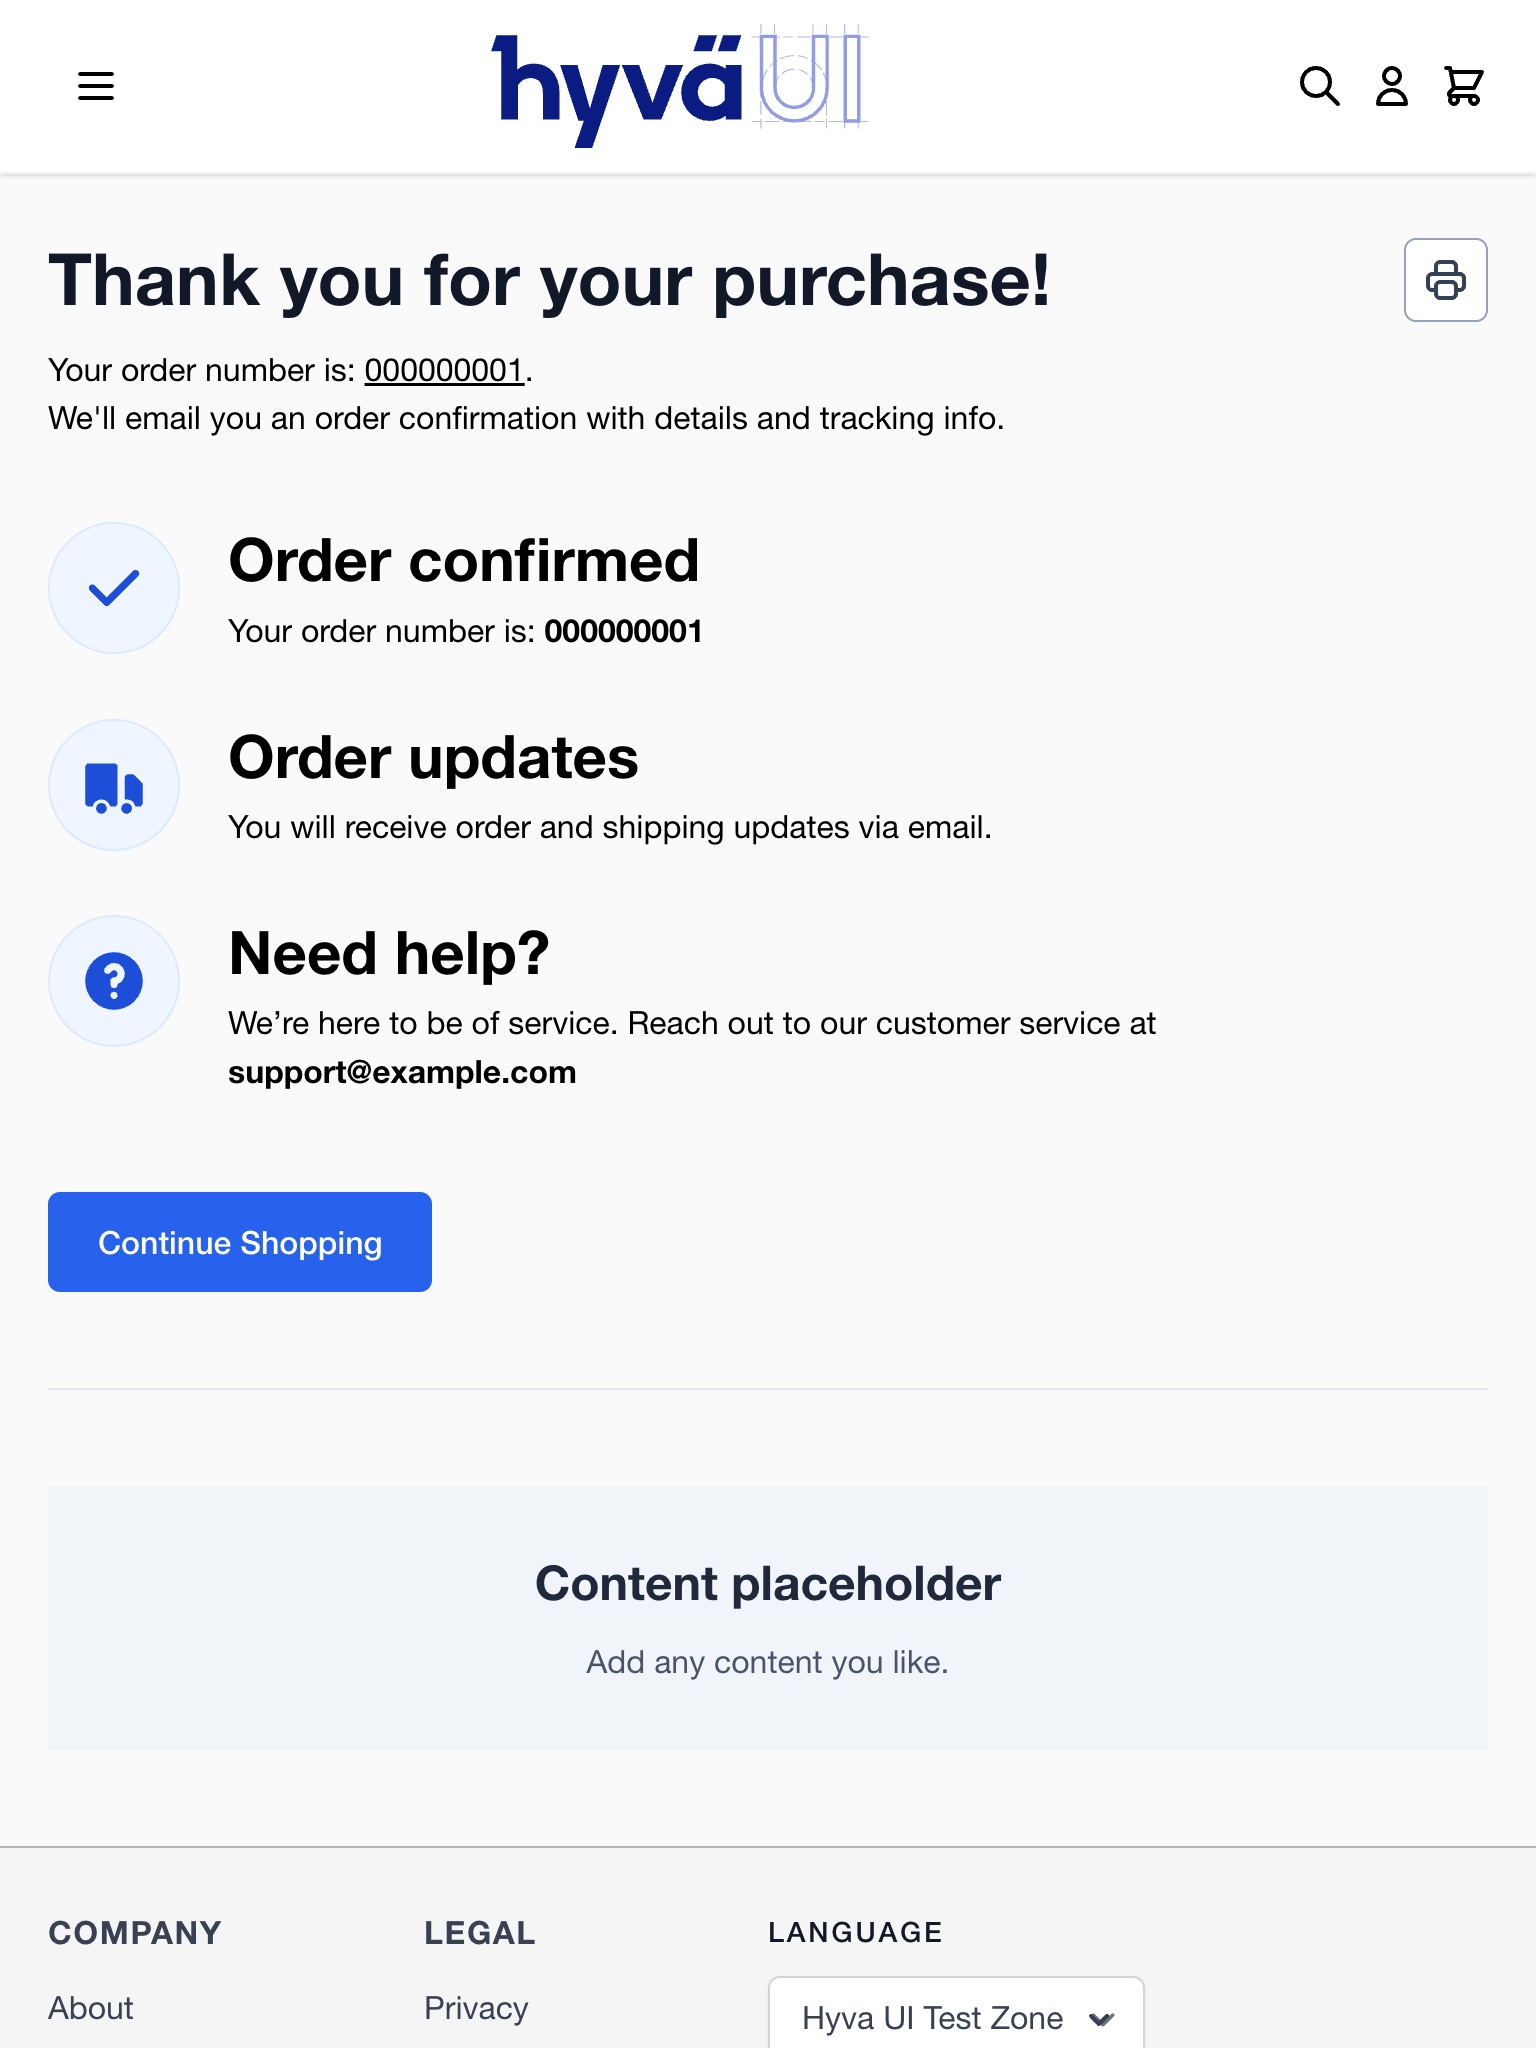 hyvä UI
Thank you for your purchase!
Your order number is: 000000001.
We'll email you an order confirmation with details and tracking info.
Order confirmed
Your order number is: 000000001
Order updates
You will receive order and shipping updates via email.
Need help?
We’re here to be of service. Reach out to our customer service at
support@example.com
Continue Shopping
Content placeholder
Add any content you like.
COMPANY
LEGAL
LANGUAGE
About
Privacy
Hyva UI Test Zone